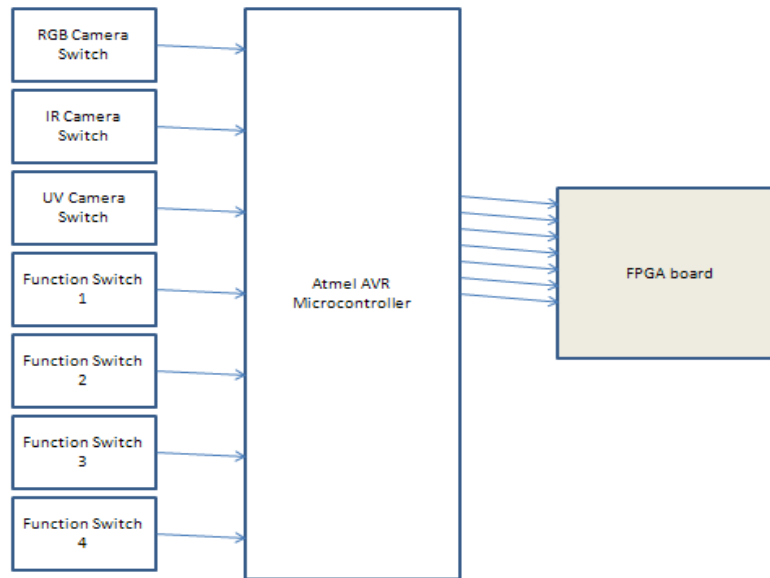 RGB Camera
Switch
IR Camera
Switch
UV Camera
Switch
Function Switch
1
Function Switch
2
Function Switch
3
Function Switch
4
Atmel AVR
Microcontroller
FPGA board